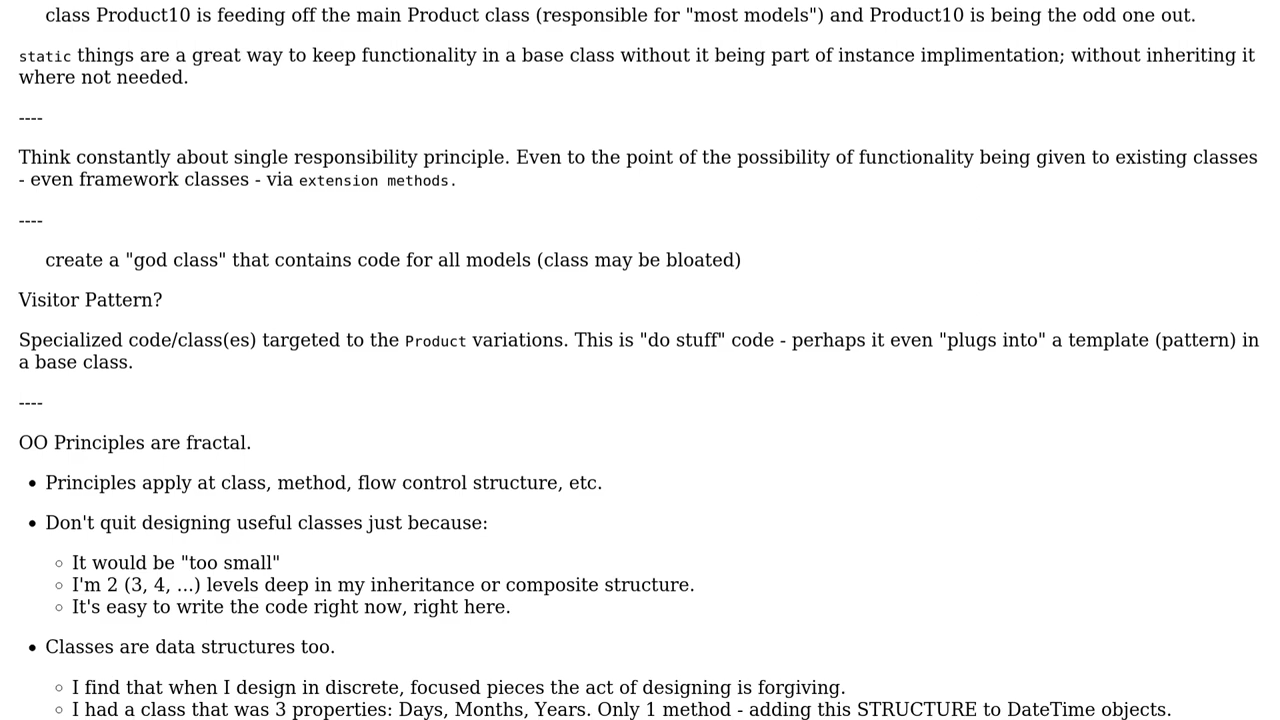 class Product10 is feeding off the main Product class (responsible for "most models") and Product10 is being the odd one out.
static things are a great way to keep functionality in a base class without it being part of instance implimentation; without inheriting it
where not needed.
----
Think constantly about single responsibility principle. Even to the point of the possibility of functionality being given to existing classes
- even framework classes - via extension methods.
----
create a "god class" that contains code for all models (class may be bloated)
Visitor Pattern?
Specialized code/class(es) targeted to the Product variations. This is "do stuff" code - perhaps it even "plugs into" a template (pattern) in
a base class.
----
OO Principles are fractal.
• Principles apply at class, method, flow control structure, etc.
• Don't quit designing useful classes just because:
◦ It would be "too small"
◦ I'm 2 (3, 4, ...) levels deep in my inheritance or composite structure.
◦ It's easy to write the code right now, right here.
• Classes are data structures too.
◦ I find that when I design in discrete, focused pieces the act of designing is forgiving.
◦ I had a class that was 3 properties: Days, Months, Years. Only 1 method - adding this STRUCTURE to DateTime objects.